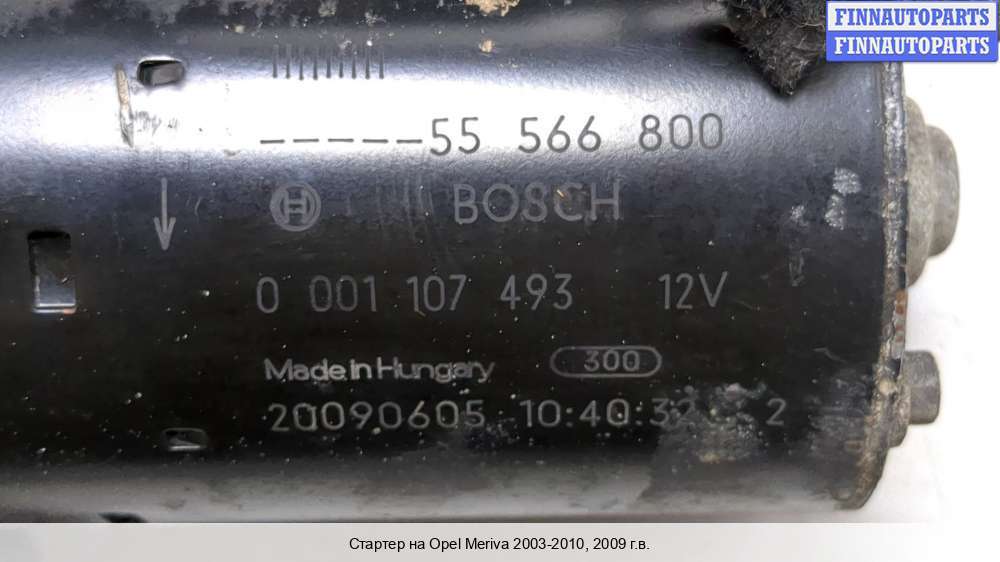 FINNAUTOPARTS
FINNAUTOPARTS
-----55 566 800
BOSCH
0 001 107 493 12V
Made in Hungary 300
20090605 10:40: 2
Стартер на Opel Meriva 2003-2010, 2009 г.в.